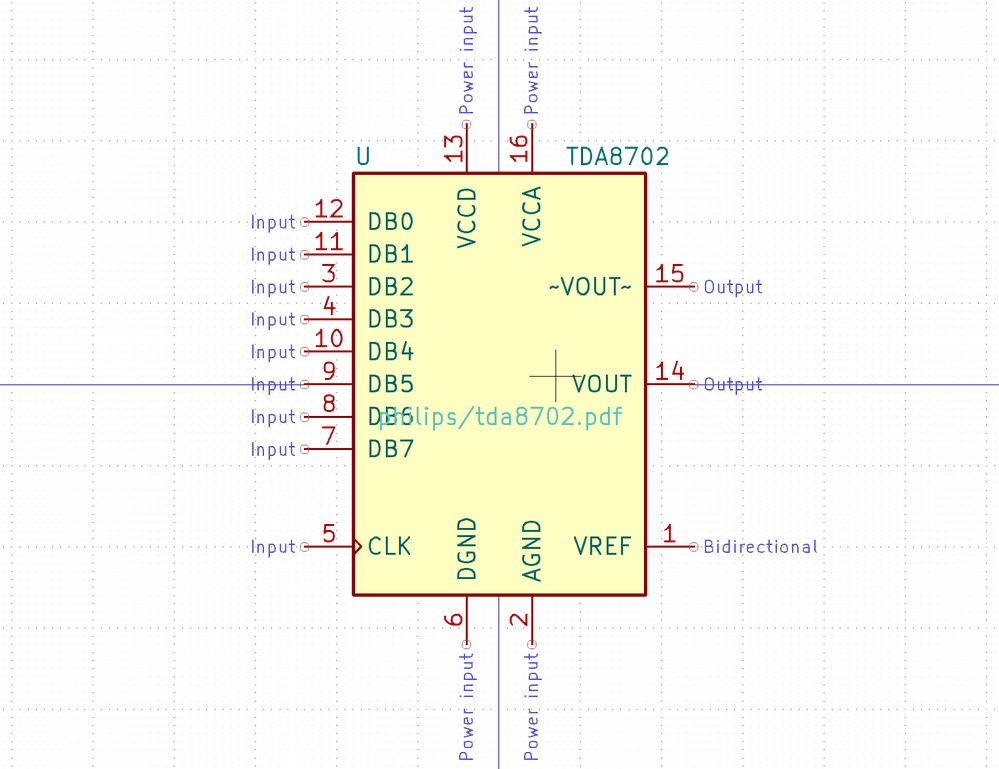 Power input
Power input
13
16
U
TDA8702
VCCD
VCCA
Input 12 DB0
Input 11 DB1
Input 3 DB2
~VOUT~ 15 Output
Input 4 DB3
Input 10 DB4
Input 9 DB5
VOUT 14 Output
Input 8 DB6
philips/tda8702.pdf
Input 7 DB7
Input 5 CLK
DGND
AGND
VREF 1 Bidirectional
6
2
Power input
Power input